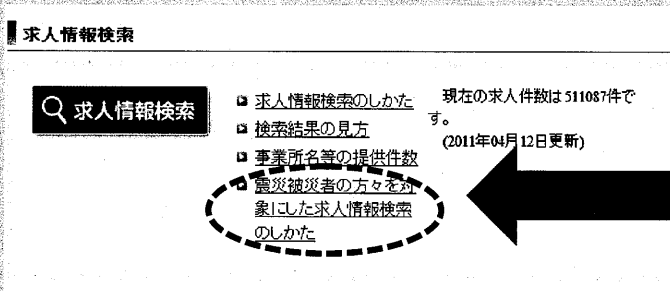 求人情報検索
求人情報検索
求人情報検索のしかた
検索結果の見方
事業所名等の提供件数
震災被災者の方々を対
象にした求人情報検索
のしかた
現在の求人件数は511087件で
す。
(2011年04月12日更新)